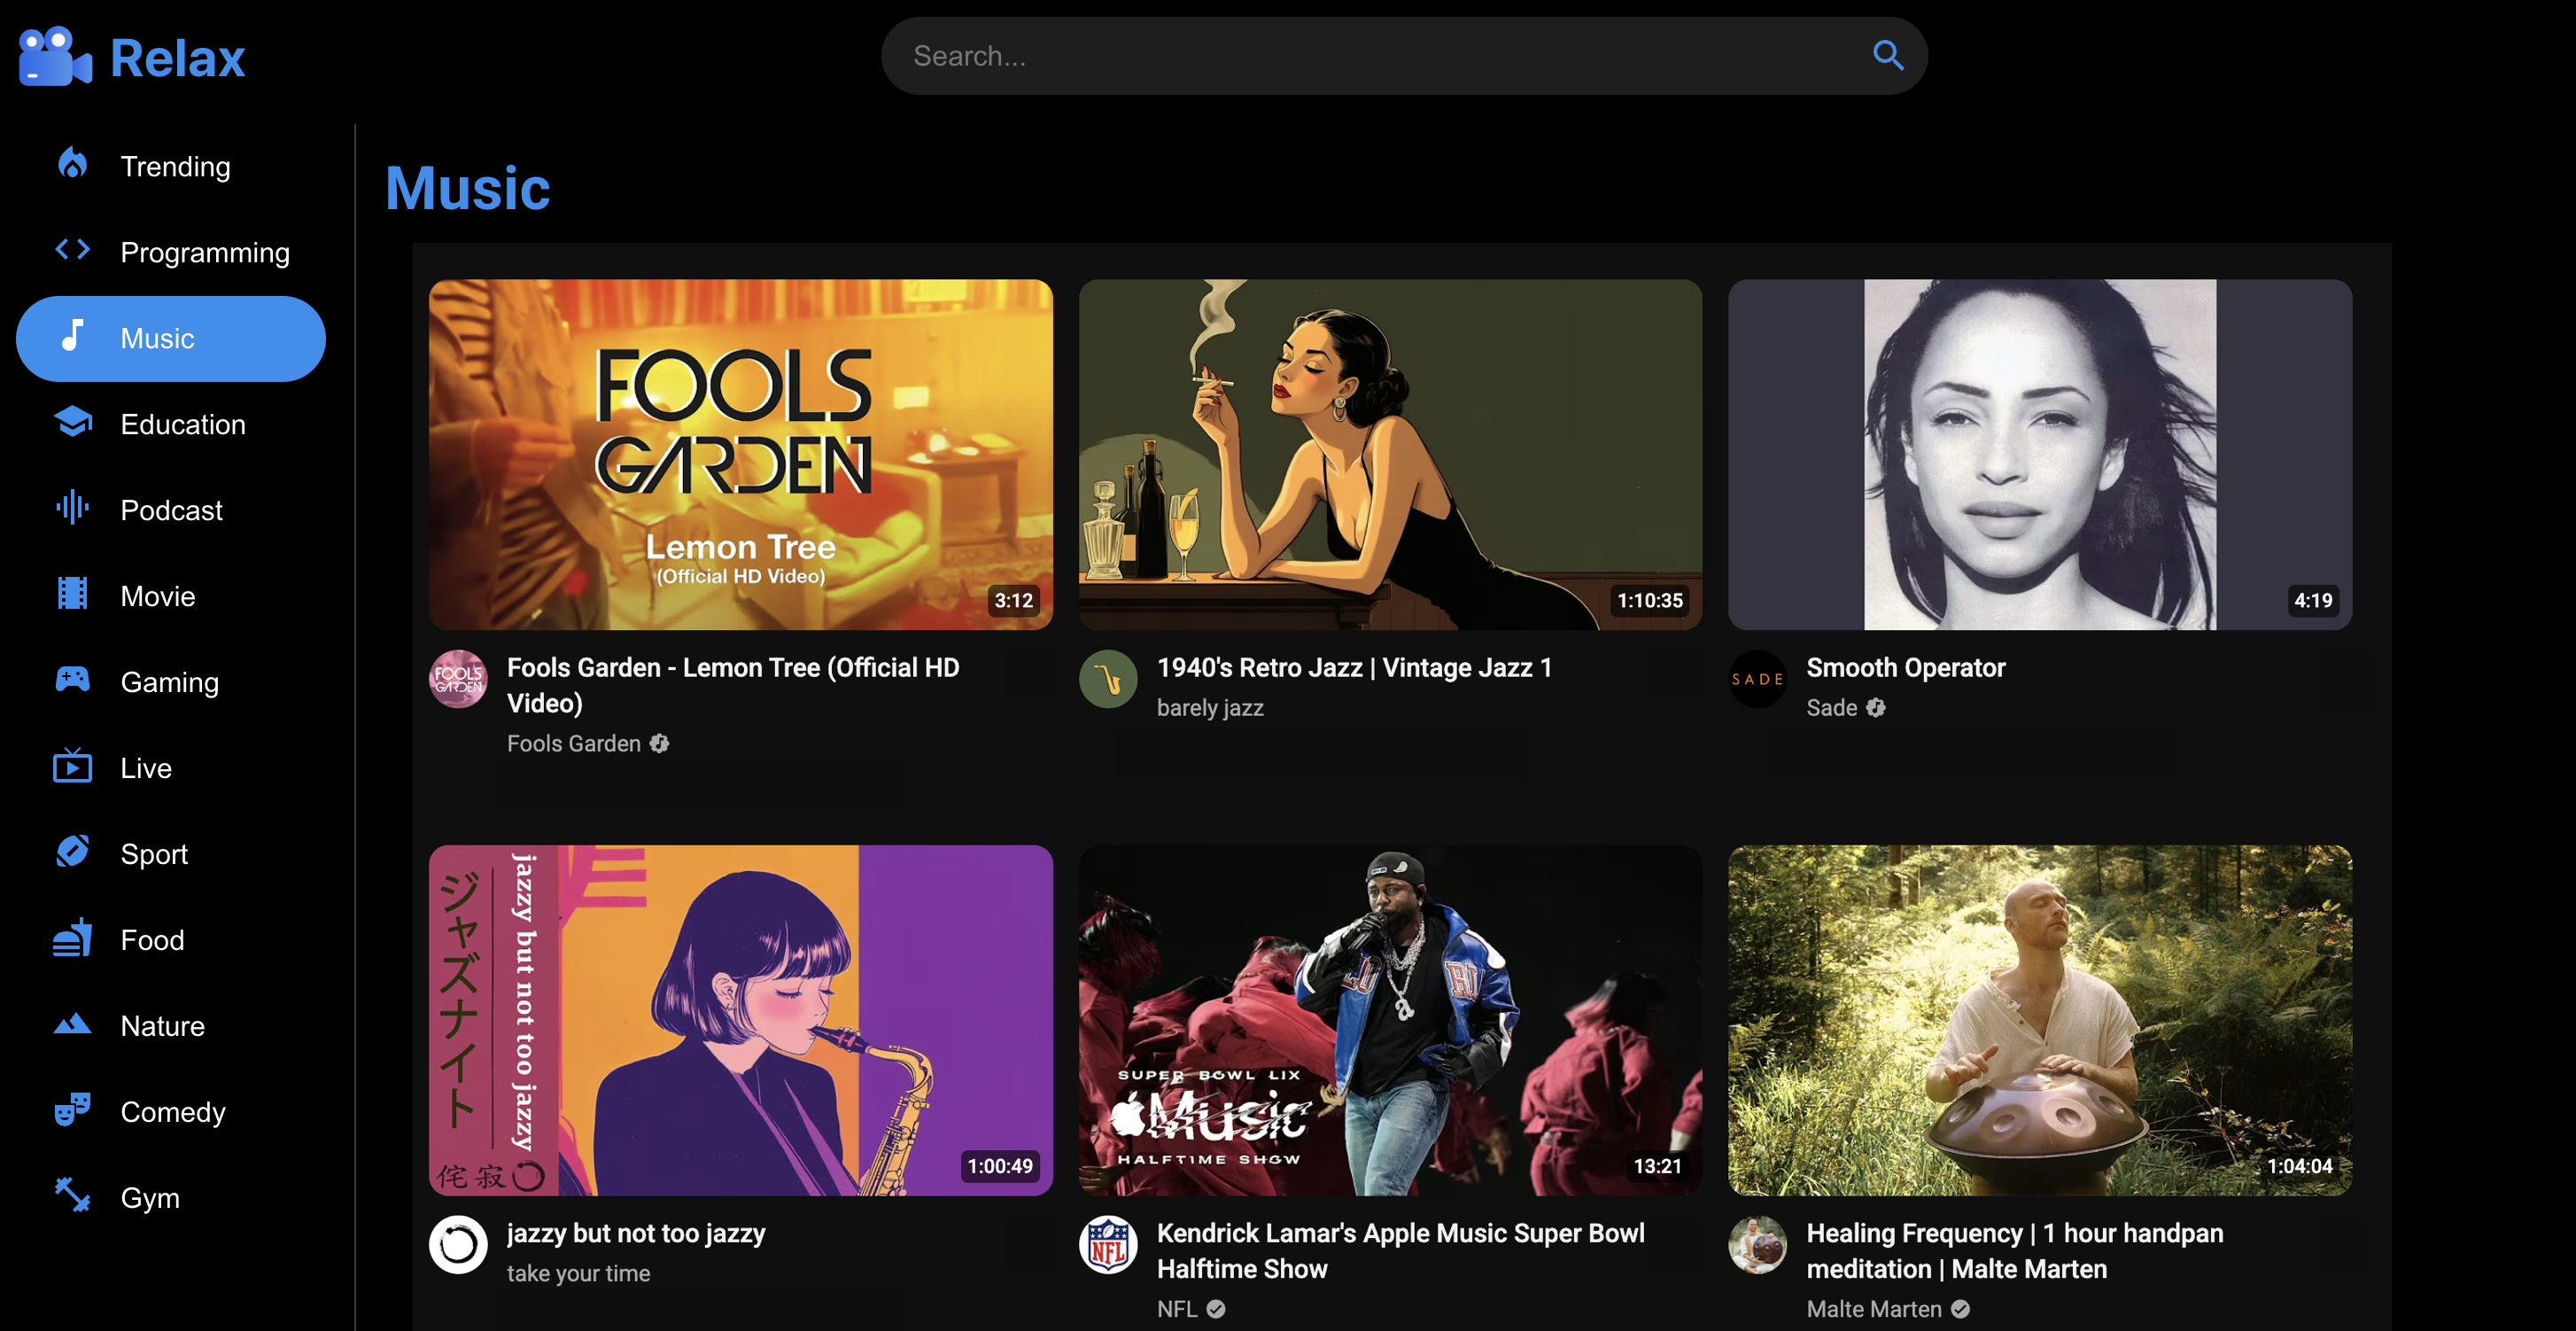 Relax
Search...
Trending
Programming
Music
Education
Podcast
Movie
Gaming
Live
Sport
Food
Nature
Comedy
Gym
Music
FOOLS
GARDEN
Lemon Tree
(Official HD Video)
3:12
1:10:35
4:19
FOOLS
GARDEN
Fools Garden - Lemon Tree (Official HD
Video)
Fools Garden
1940's Retro Jazz | Vintage Jazz 1
barely jazz
SADE
Smooth Operator
Sade
ジャズナイト
jazzy but not too jazzy
侘寂
1:00:49
SUPER BOWL LIX
Music
HALFTIME SHOW
13:21
1:04:04
jazzy but not too jazzy
take your time
NFL
Kendrick Lamar's Apple Music Super Bowl
Halftime Show
NFL
Healing Frequency | 1 hour handpan
meditation | Malte Marten
Malte Marten